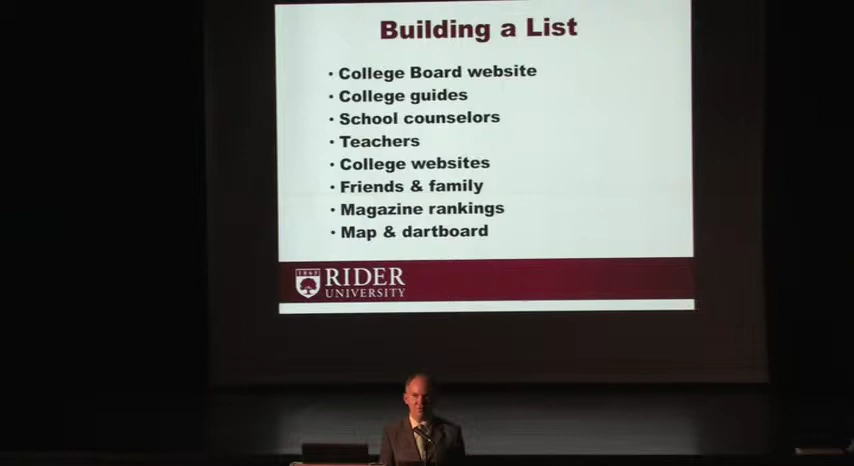 Building a List
• College Board website
• College guides
• School counselors
• Teachers
• College websites
• Friends & family
• Magazine rankings
• Map & dartboard
1865
RIDER
UNIVERSITY